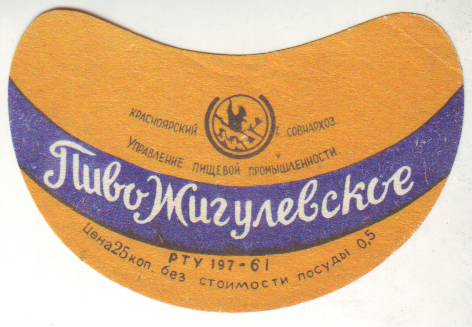 КРАСНОЯРСКИЙ СОВНАРХОЗ
УПРАВЛЕНИЕ ПИЩЕВОЙ ПРОМЫШЛЕННОСТИ
Пиво Жигулевское
РТУ 197-61
Цена 25 коп. без стоимости посуды 0,5